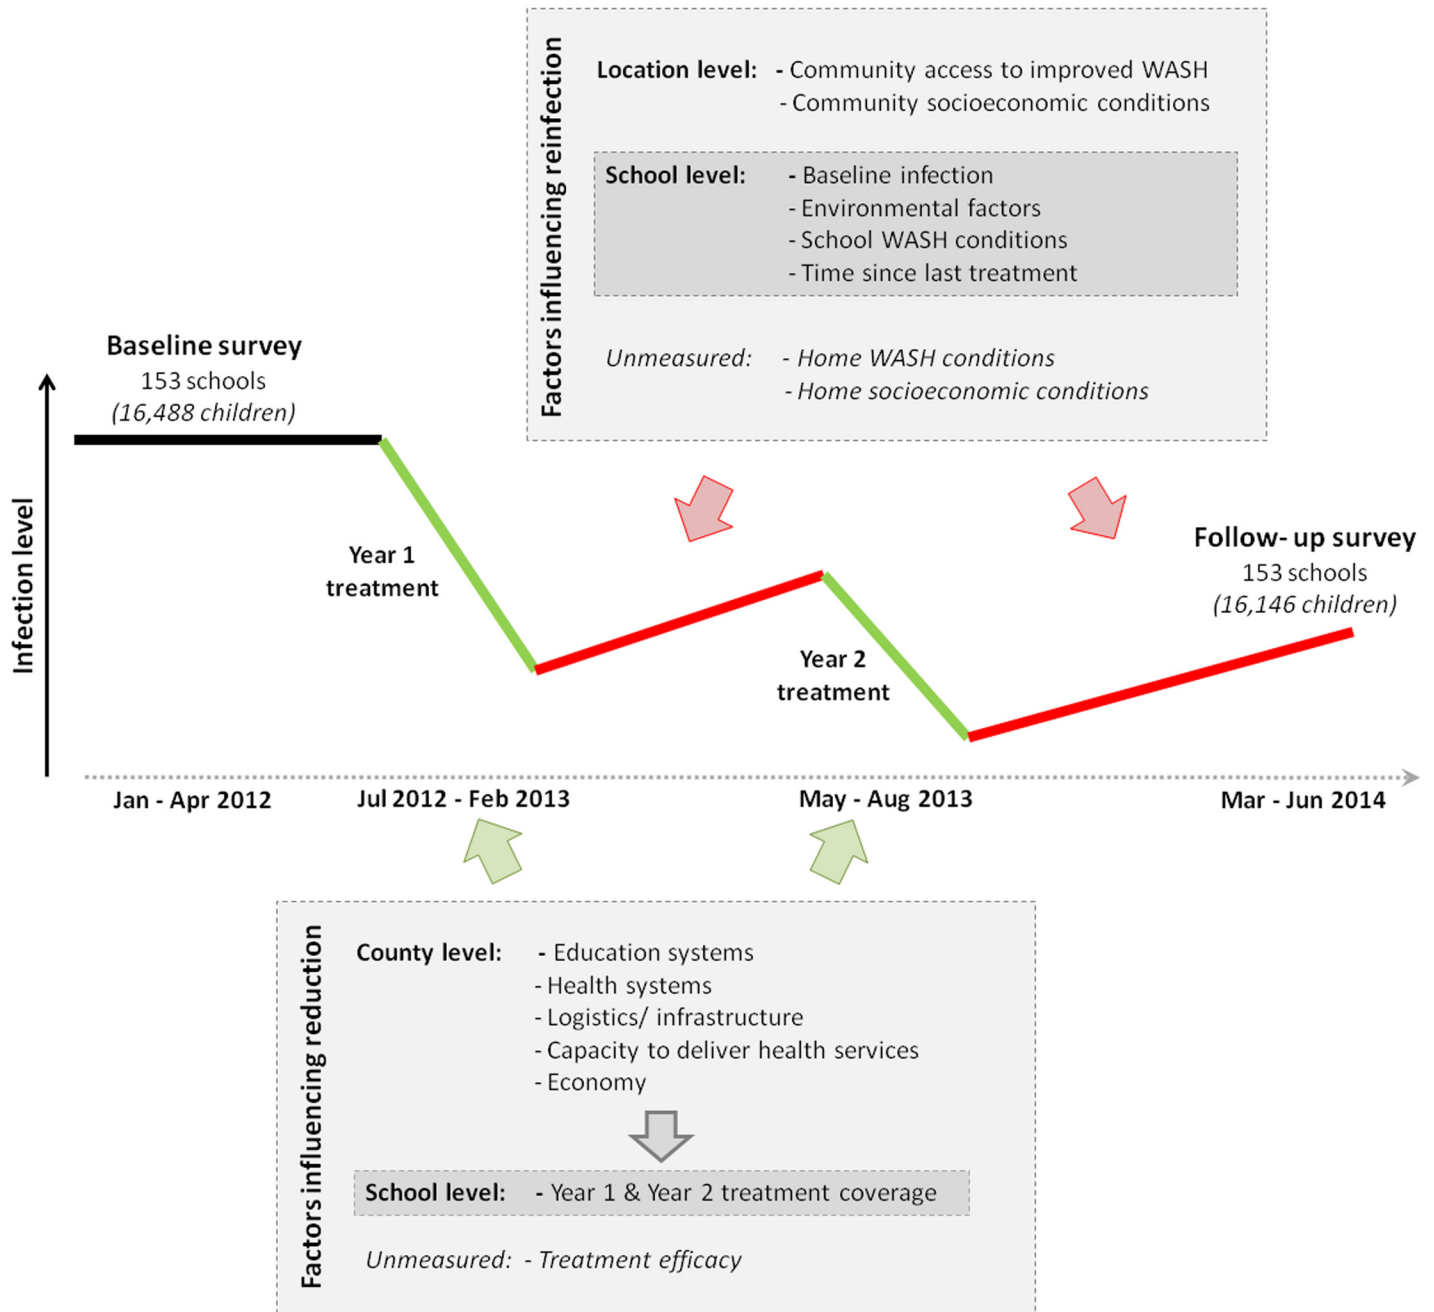 Factors influencing reinfection
Location level: - Community access to improved WASH
- Community socioeconomic conditions
School level: - Baseline infection
- Environmental factors
- School WASH conditions
- Time since last treatment
Unmeasured: - Home WASH conditions
- Home socioeconomic conditions
Baseline survey
153 schools
(16,488 children)
Infection level
Year 1
treatment
Year 2
treatment
Follow- up survey
153 schools
(16,146 children)
Jan - Apr 2012
Jul 2012 - Feb 2013
May - Aug 2013
Mar - Jun 2014
Factors influencing reduction
County level: - Education systems
- Health systems
- Logistics/ infrastructure
- Capacity to deliver health services
- Economy
School level: - Year 1 & Year 2 treatment coverage
Unmeasured: - Treatment efficacy